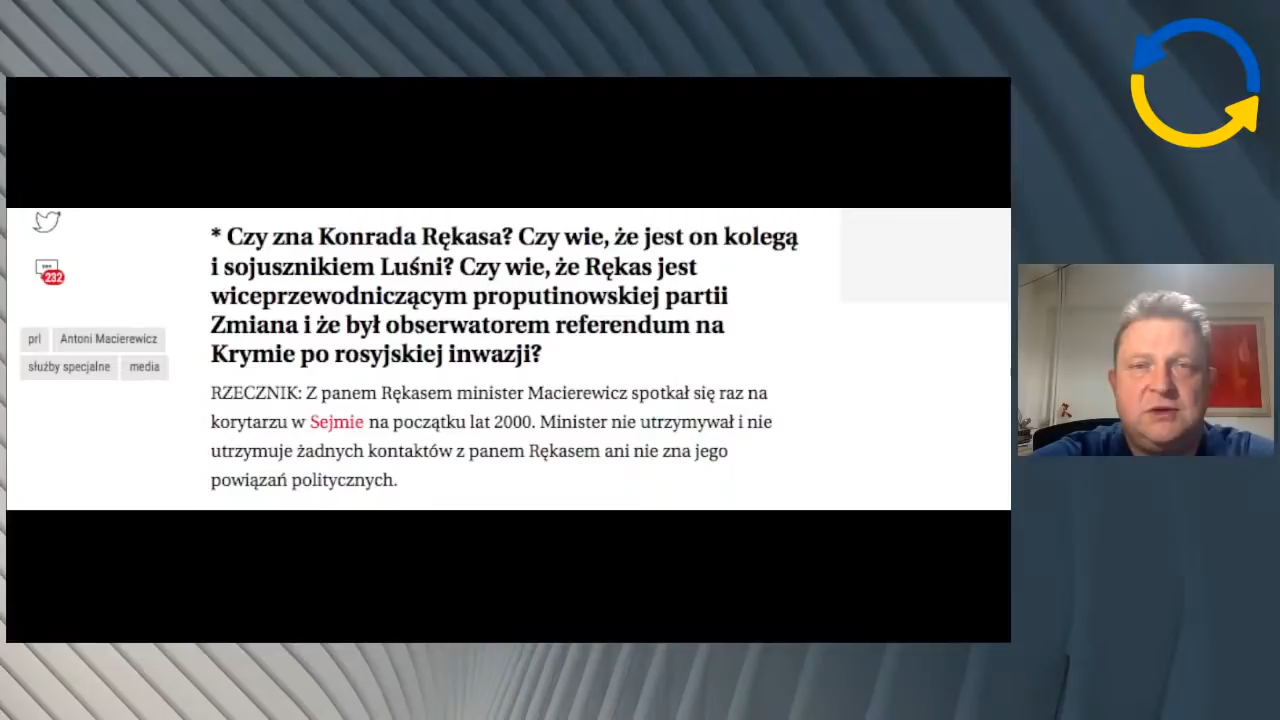 * Czy zna Konrada Rękasa? Czy wie, że jest on kolegą
i sojusznikiem Luśni? Czy wie, że Rękas jest
wiceprzewodniczącym proputinowskiej partii
Zmiana i że był obserwatorem referendum na
Krymie po rosyjskiej inwazji?
RZECZNIK: Z panem Rękasem minister Macierewicz spotkał się raz na
korytarzu w Sejmie na początku lat 2000. Minister nie utrzymywał i nie
utrzymuje żadnych kontaktów z panem Rękasem ani nie zna jego
powiązań politycznych.
232
prl Antoni Macierewicz
służby specjalne media